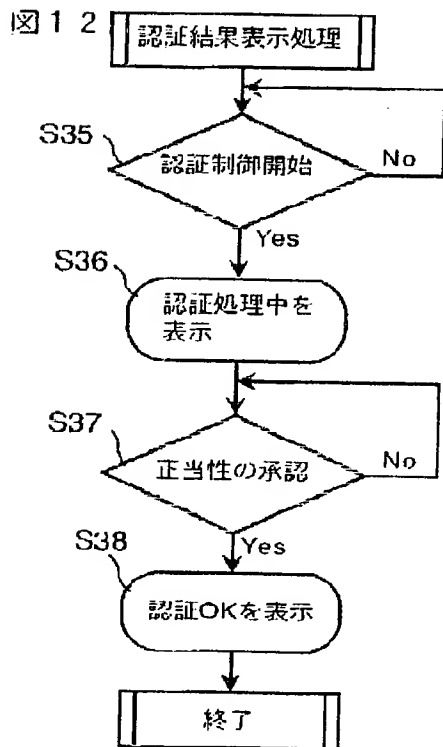 図12
認証結果表示処理
S35
認証制御開始
No
Yes
S36
認証処理中を
表示
S37
正当性の承認
No
Yes
S38
認証OKを表示
終了